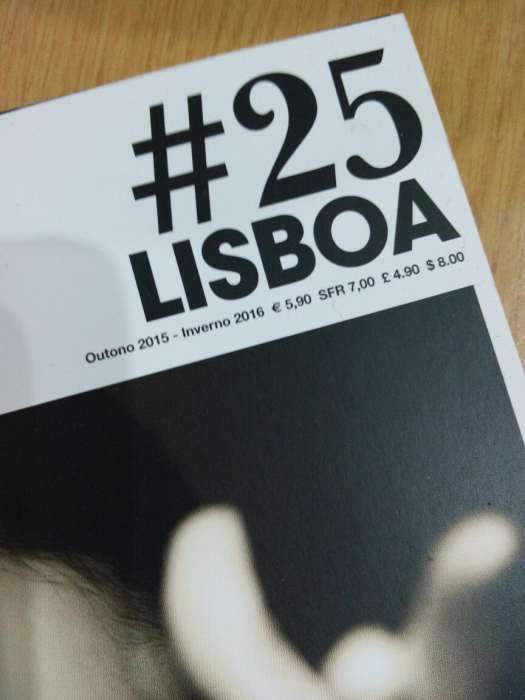 #25
LISBOA
Outono 2015 - Inverno 2016 € 5,90 SFR 7,00 £ 4.90 $ 8.00